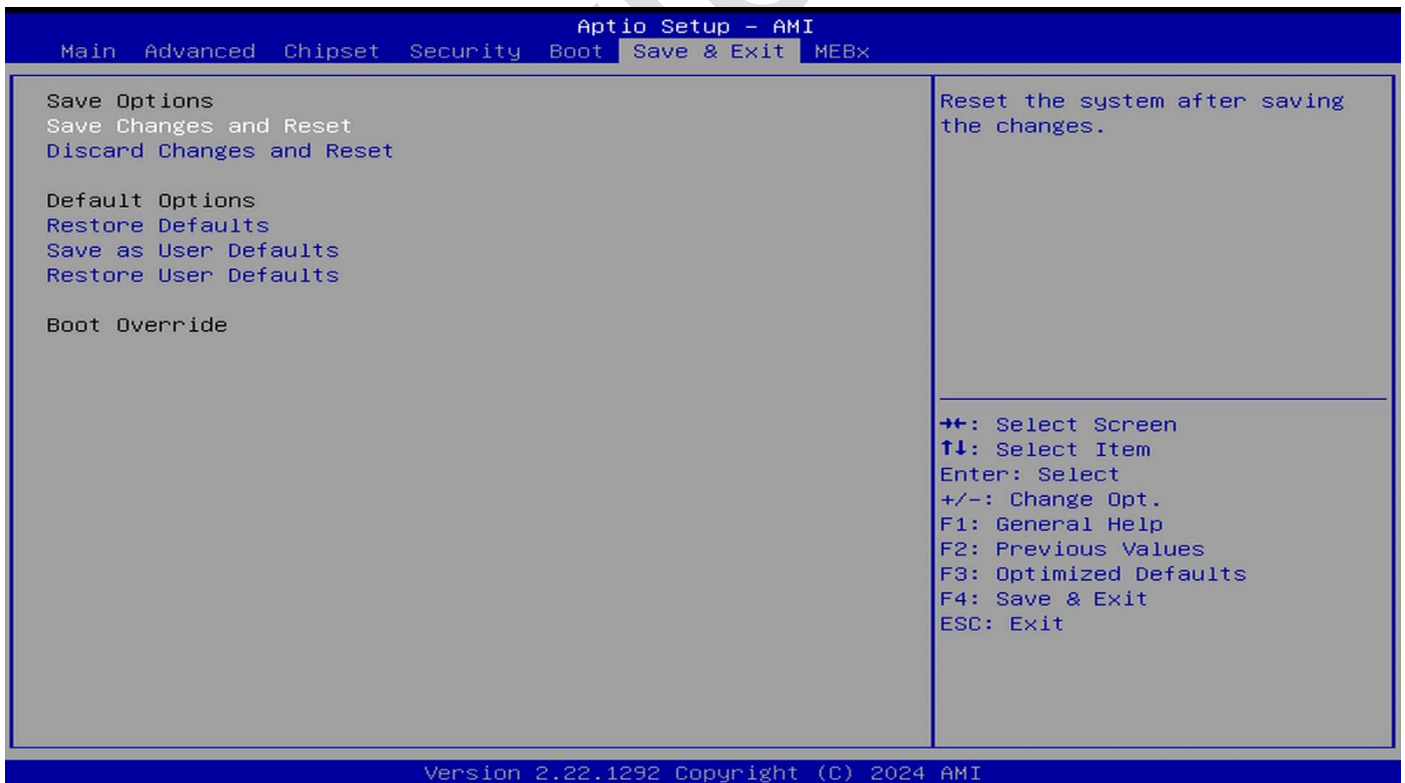 Aptio Setup – AMI
Main Advanced Chipset Security Boot Save & Exit MEBx
Save Options
Save Changes and Reset
Discard Changes and Reset
Default Options
Restore Defaults
Save as User Defaults
Restore User Defaults
Boot Override
Reset the system after saving
the changes.
→←: Select Screen
↑↓: Select Item
Enter: Select
+/-: Change Opt.
F1: General Help
F2: Previous Values
F3: Optimized Defaults
F4: Save & Exit
ESC: Exit
Version 2.22.1292 Copyright (C) 2024 AMI